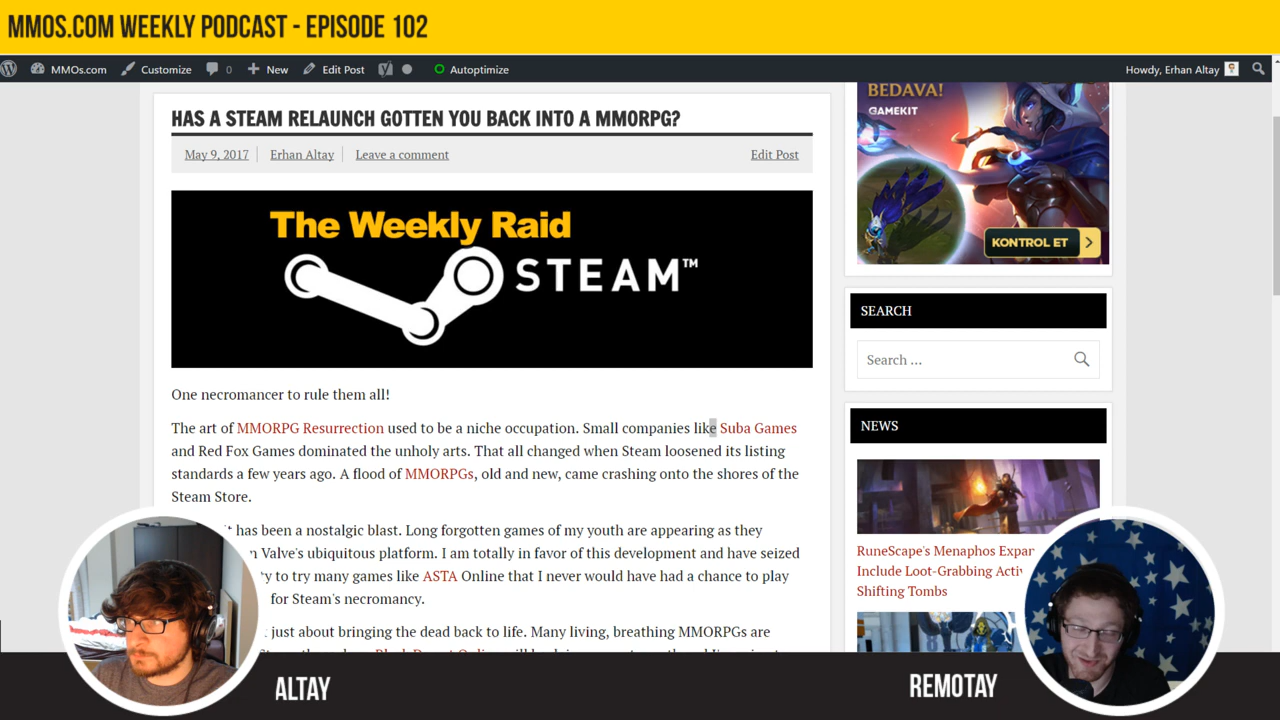 MMOS.COM WEEKLY PODCAST - EPISODE 102
MMOs.com
Customize
0
New
Edit Post
Autoptimize
Howdy, Erhan Altay
HAS A STEAM RELAUNCH GOTTEN YOU BACK INTO A MMORPG?
May 9, 2017
Erhan Altay
Leave a comment
Edit Post
The Weekly Raid
STEAM™
One necromancer to rule them all!
The art of MMORPG Resurrection used to be a niche occupation. Small companies like Suba Games
and Red Fox Games dominated the unholy arts. That all changed when Steam loosened its listing
standards a few years ago. A flood of MMORPGs, old and new, came crashing onto the shores of the
Steam Store.
has been a nostalgic blast. Long forgotten games of my youth are appearing as they
Valve's ubiquitous platform. I am totally in favor of this development and have seized
to try many games like ASTA Online that I never would have had a chance to play
for Steam's necromancy.
just about bringing the dead back to life. Many living, breathing MMORPGs are
BEDAVA!
GAMEKIT
KONTROL ET
SEARCH
Search …
NEWS
RuneScape's Menaphos
Include Loot-Grabbing
Shifting Tombs
ALTAY
REMOTAY